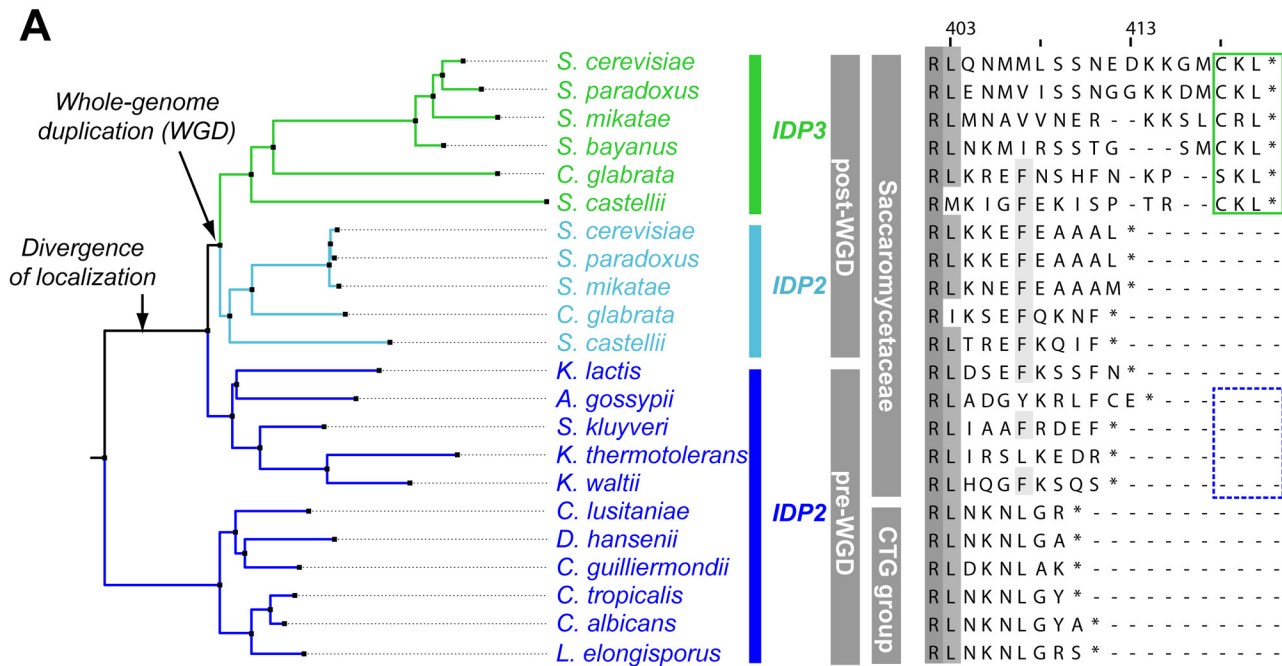 A
403 413
Whole-genome
duplication (WGD)
Divergence
of localization
S. cerevisiae R L Q N M M L S S N E D K K G M C K L *
S. paradoxus R L E N M V I S S N G G K K D M C K L *
S. mikatae R L M N A V V N E R - - K K S L C R L *
S. bayanus R L N K M I R S S T G - - - S M C K L *
C. glabrata R L K R E F N S H F N - K P - - S K L *
S. castellii R M K I G F E K I S P - T R - - C K L *
S. cerevisiae R L K K E F E A A A L * - - - - - - - -
S. paradoxus R L K K E F E A A A L * - - - - - - - -
S. mikatae R L K N E F E A A A M * - - - - - - - -
C. glabrata R I K S E F Q K N F * - - - - - - - - -
S. castellii R L T R E F K Q I F * - - - - - - - - -
K. lactis R L D S E F K S S F N * - - - - - - - -
A. gossypii R L A D G Y K R L F C E * - - - - - - -
S. kluyveri R L I A A F R D E F * - - - - - - - - -
K. thermotolerans R L I R S L K E D R * - - - - - - - - -
K. waltii R L H Q G F K S Q S * - - - - - - - - -
C. lusitaniae R L N K N L G R * - - - - - - - - - - -
D. hansenii R L N K N L G A * - - - - - - - - - - -
C. guilliermondii R L D K N L A K * - - - - - - - - - - -
C. tropicalis R L N K N L G Y * - - - - - - - - - - -
C. albicans R L N K N L G Y A * - - - - - - - - - -
L. elongisporus R L N K N L G R S * - - - - - - - - - -
IDP3
IDP2
IDP2
post-WGD
pre-WGD
Saccaromycetaceae
CTG group